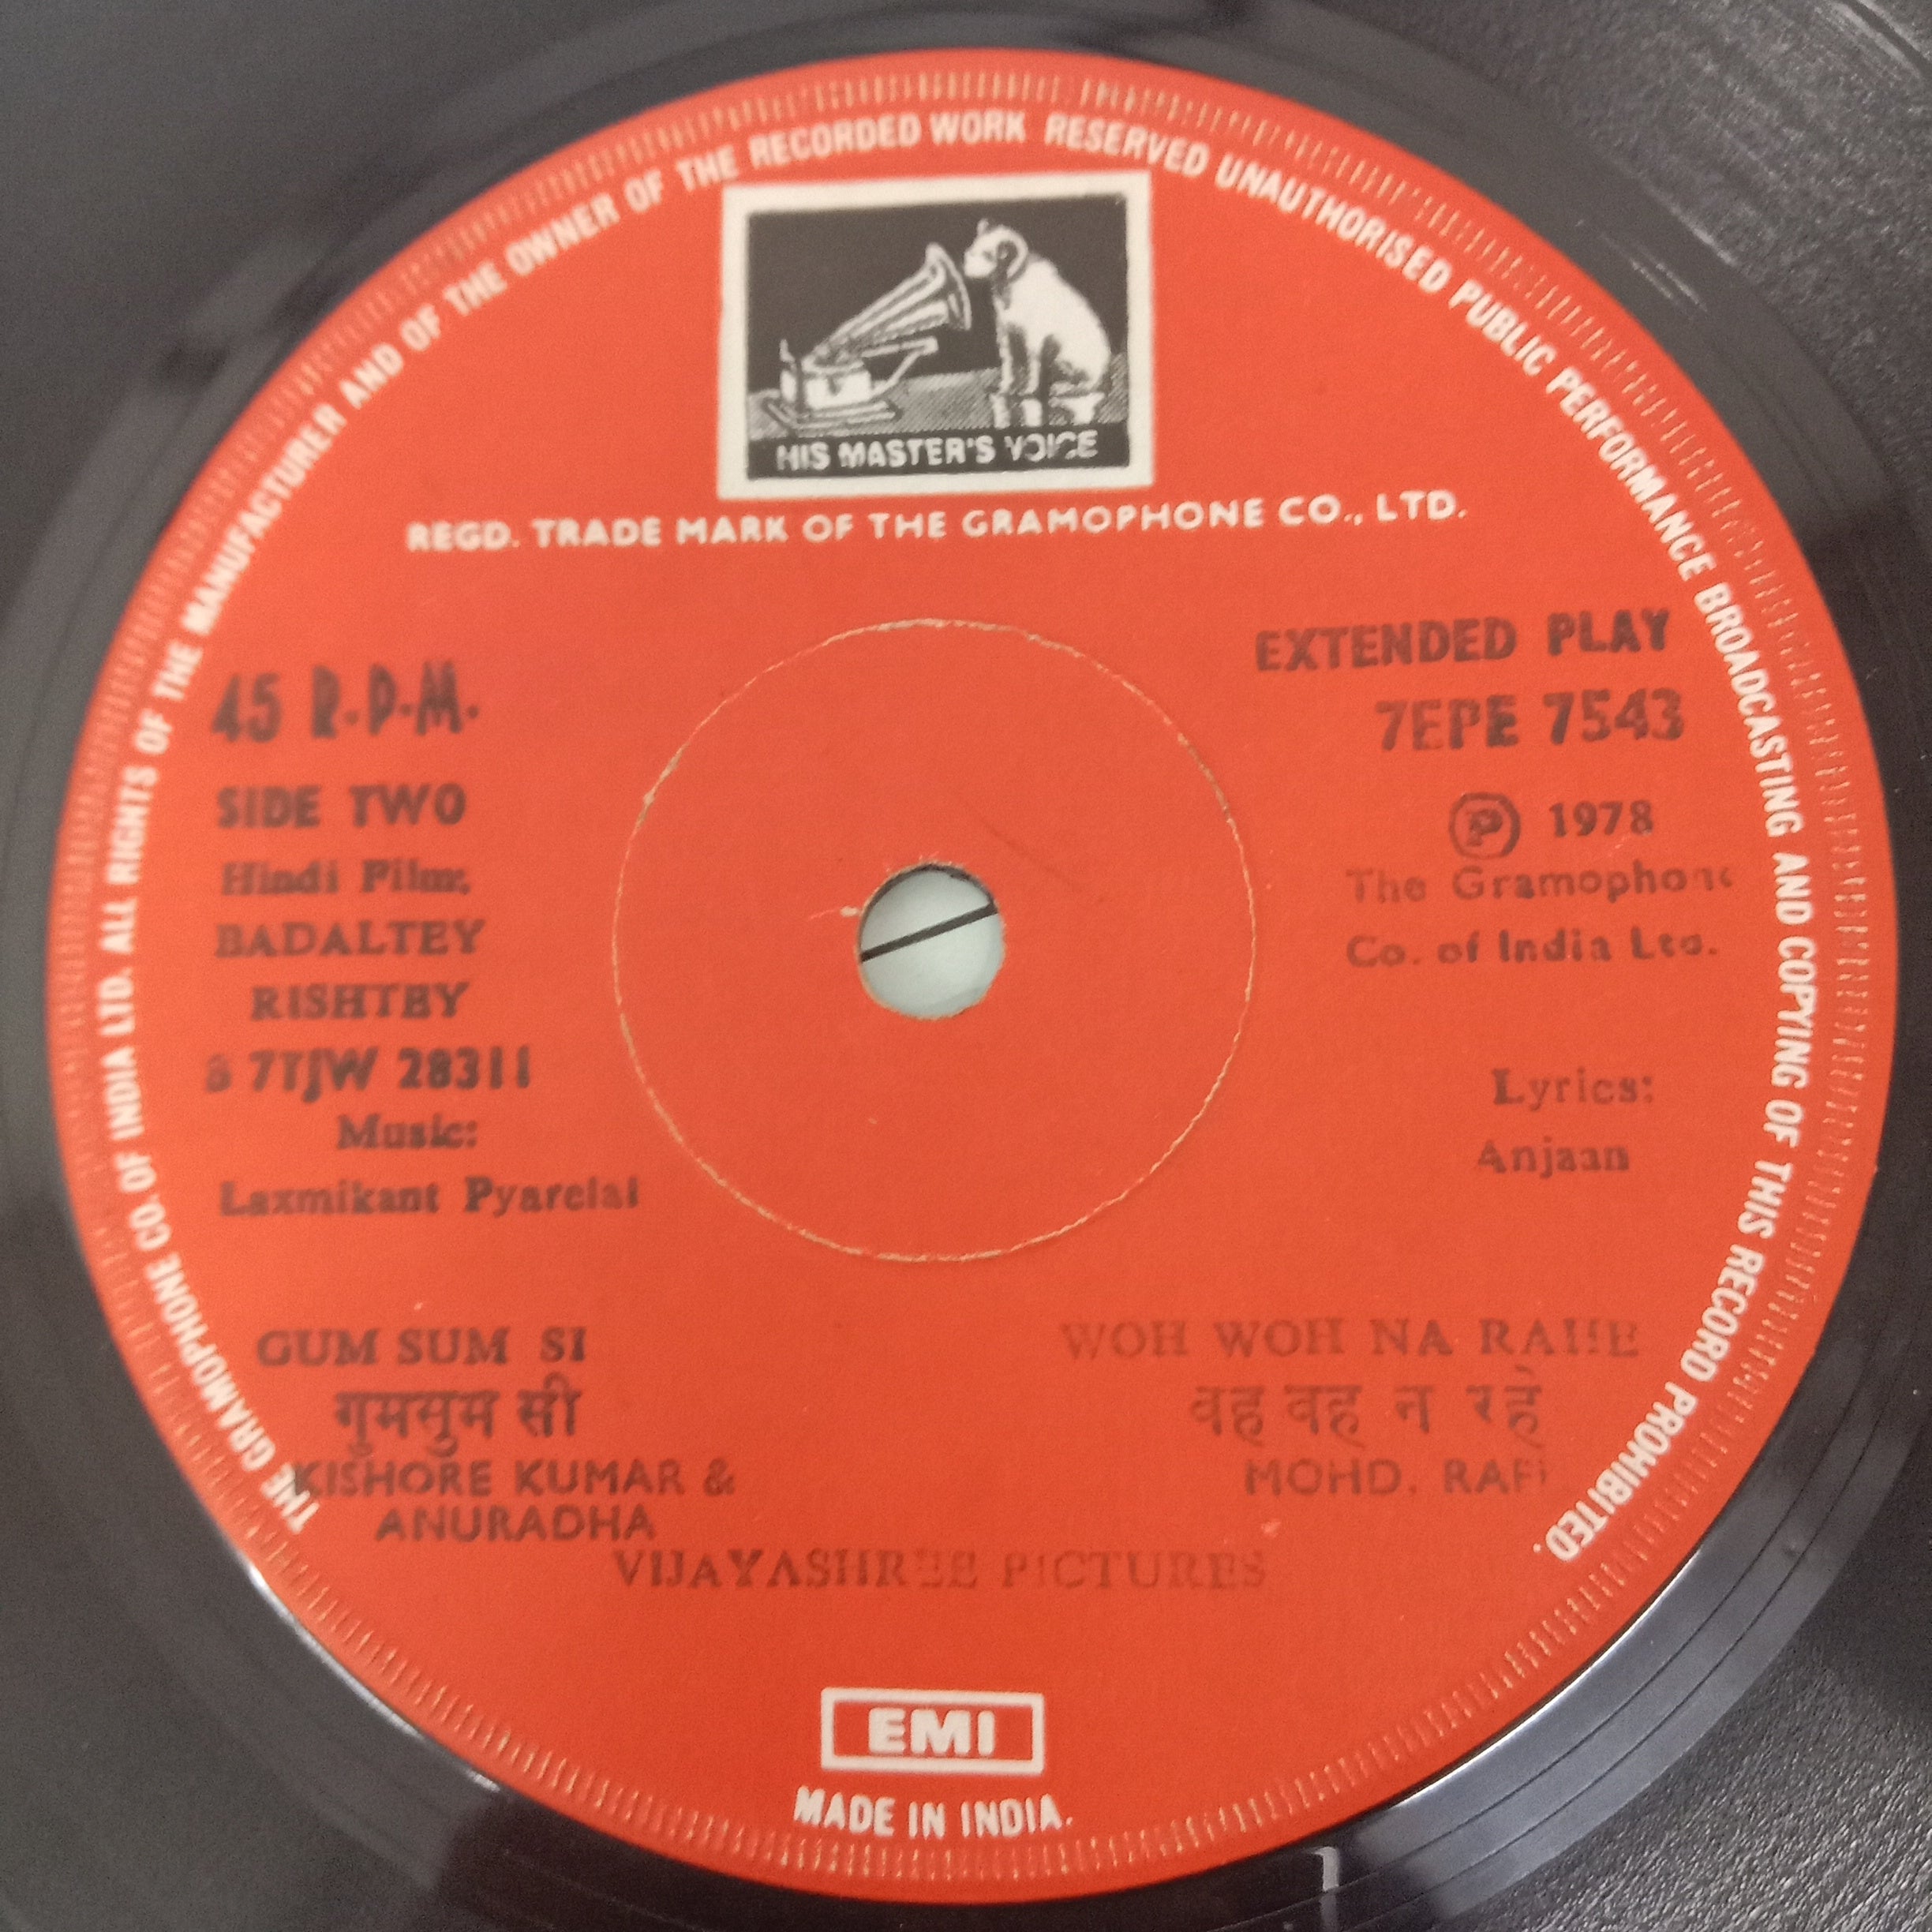 THE GRAMOPHONE CO. OF INDIA LTD. ALL RIGHTS OF THE MANUFACTURER AND OF THE OWNER OF THE RECORDED WORK RESERVED UNAUTHORISED PUBLIC PERFORMANCE BROADCASTING AND COPYING OF THIS RECORD PROHIBITED.
HIS MASTER'S VOICE
REGD. TRADE MARK OF THE GRAMOPHONE CO., LTD.
45 R.P.M.
SIDE TWO
Hindi Film:
BADALTEY
RISHTEY
7TJW 28311
Music:
Laxmikant Pyarelal
EXTENDED PLAY
7EPE 7543
Ⓟ 1978
The Gramophone
Co. of India Ltd.
Lyrics:
Anjaan
GUM SUM SI
गुमसुम सी
KISHORE KUMAR &
ANURADHA
WOH WOH NA RAHE
वह वह न रहे
MOHD. RAFI
VIJAYASHREE PICTURES
EMI
MADE IN INDIA.